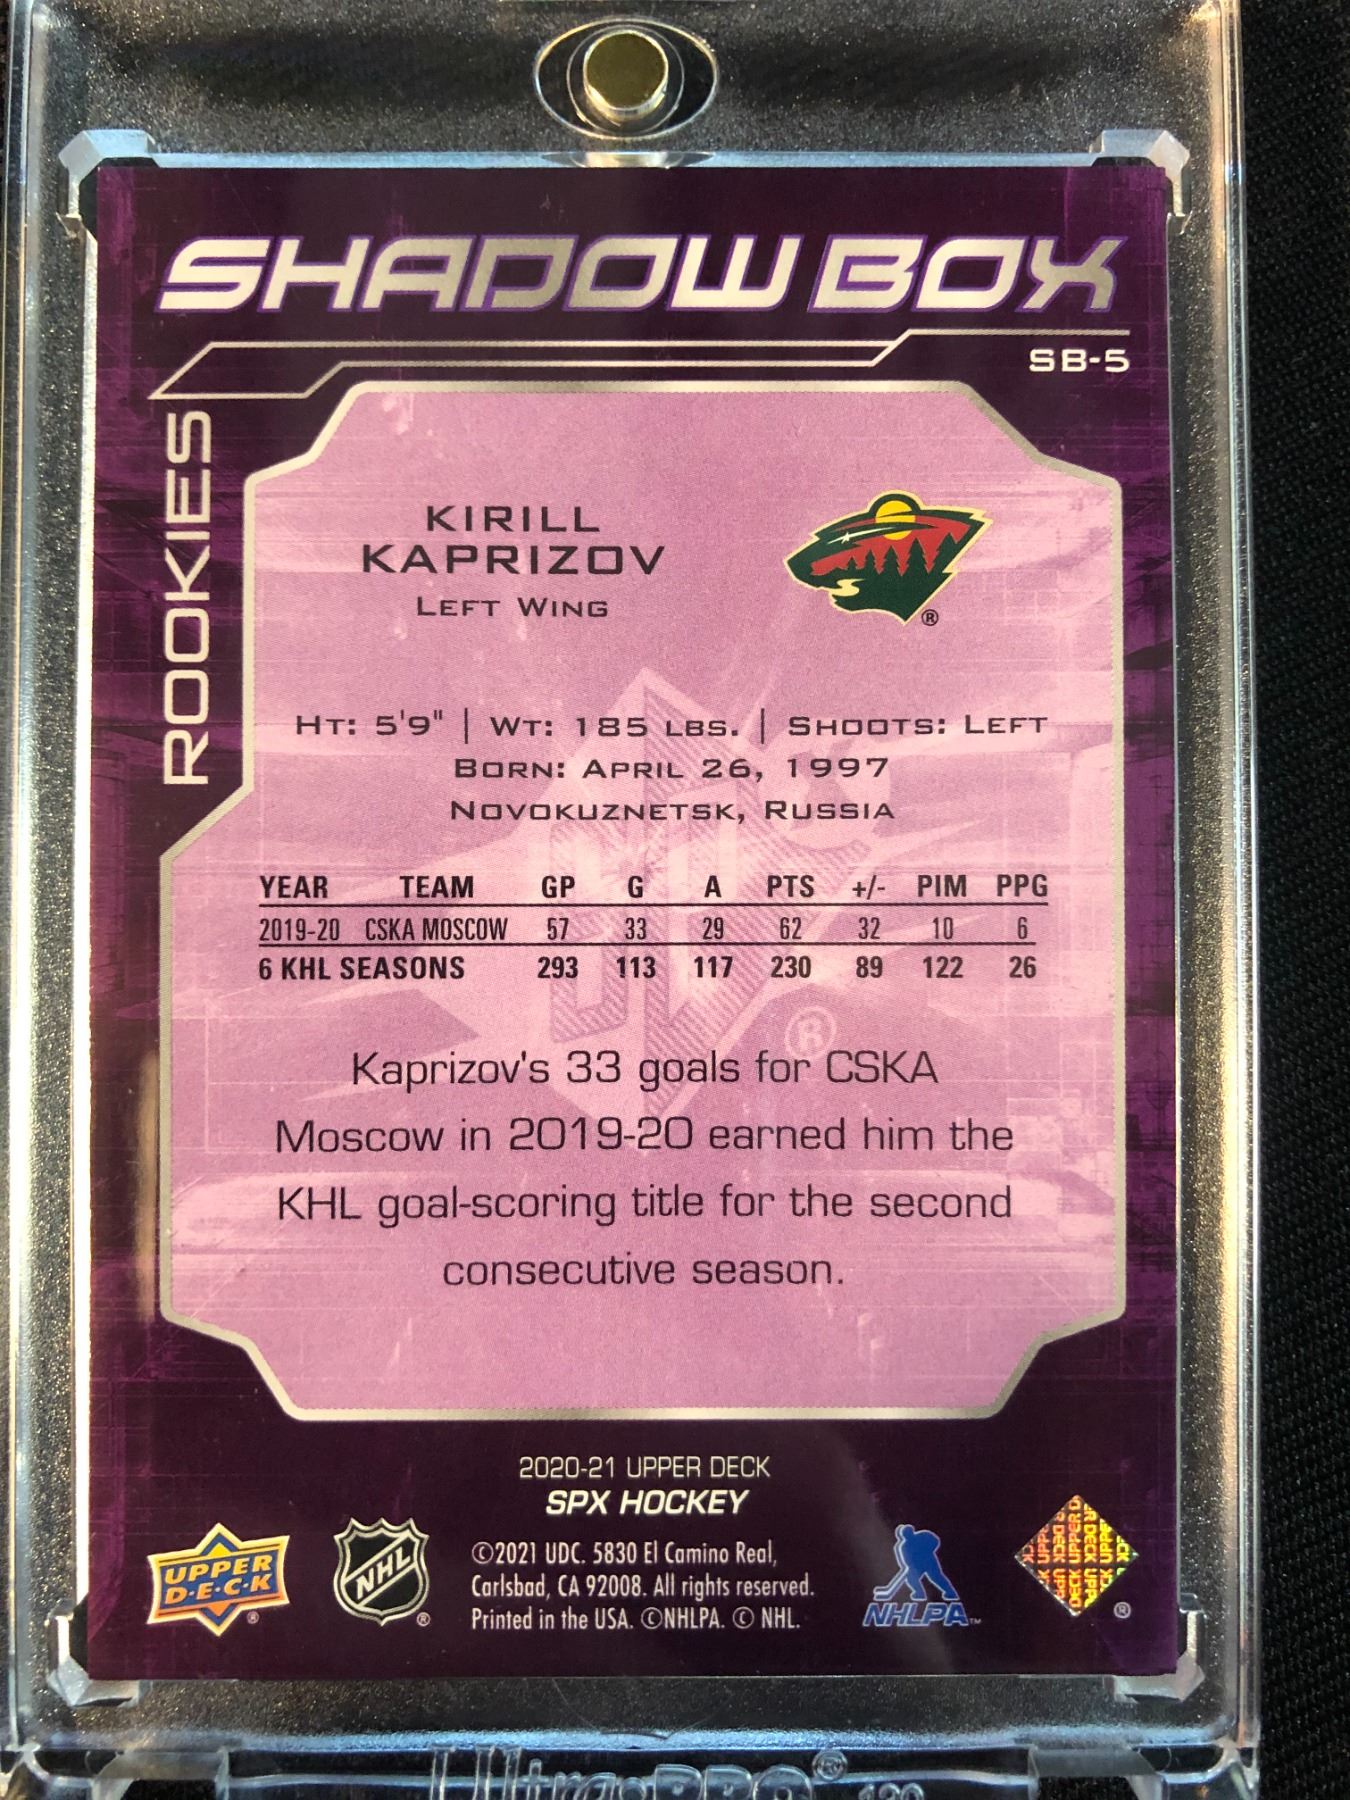 SHADOW BOX
SB-5
ROOKIES
KIRILL
KAPRIZOV
LEFT WING
®
HT: 5'9" | WT: 185 LBS. | SHOOTS: LEFT
BORN: APRIL 26, 1997
NOVOKUZNETSK, RUSSIA
YEAR TEAM GP G A PTS +/- PIM PPG
2019-20 CSKA MOSCOW 57 33 29 62 32 10 6
6 KHL SEASONS 293 113 117 230 89 122 26
®
Kaprizov's 33 goals for CSKA
Moscow in 2019-20 earned him the
KHL goal-scoring title for the second
consecutive season.
2020-21 UPPER DECK
SPX HOCKEY
UPPER
D·E·C·K
®
NHL
®
©2021 UDC. 5830 El Camino Real,
Carlsbad, CA 92008. All rights reserved.
Printed in the USA. ©NHLPA. © NHL.
NHLPA™
UPPER DECK
®
Ultra·PRO®